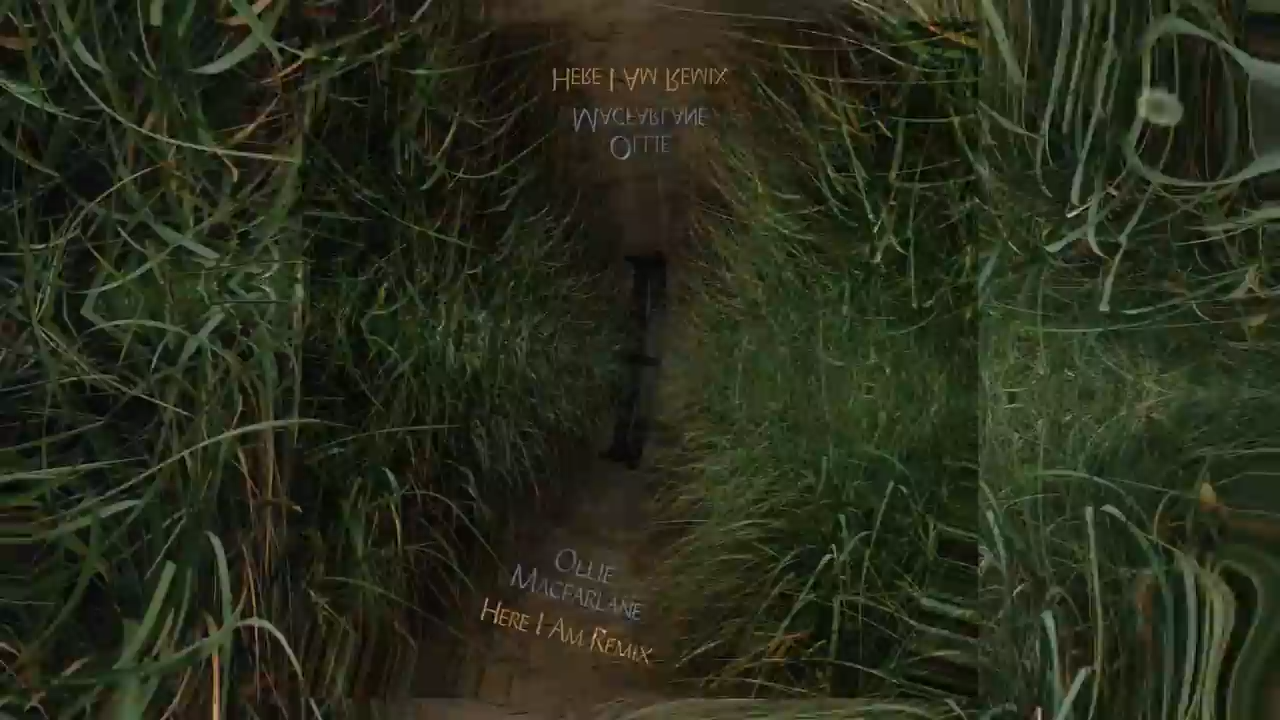 HERE I AM REMIX
MACFARLANE
OLLIE
OLLIE
MACFARLANE
HERE I AM REMIX